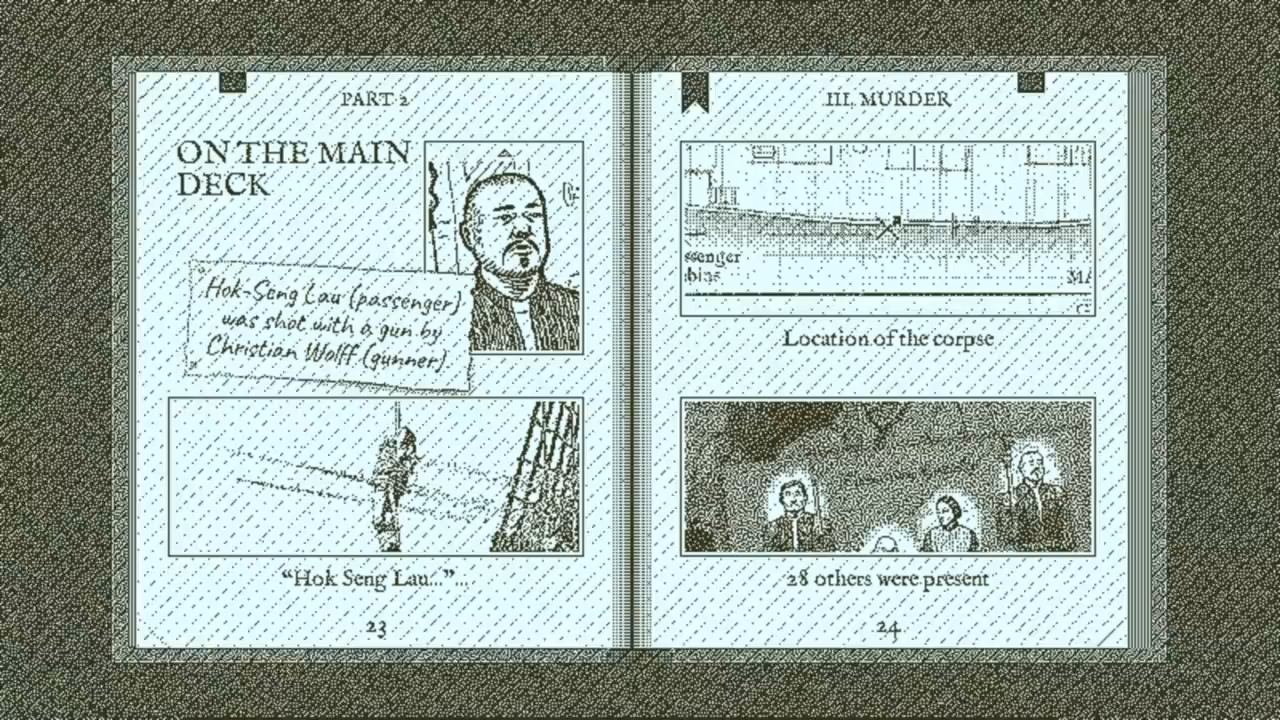 PART 2
ON THE MAIN
DECK
Hok-Seng Lau (passenger)
was shot with a gun by
Christian Wolff (gunner).
“Hok Seng Lau...”...
23
III, MURDER
ssenger
bins
MA
Location of the corpse
28 others were present
24